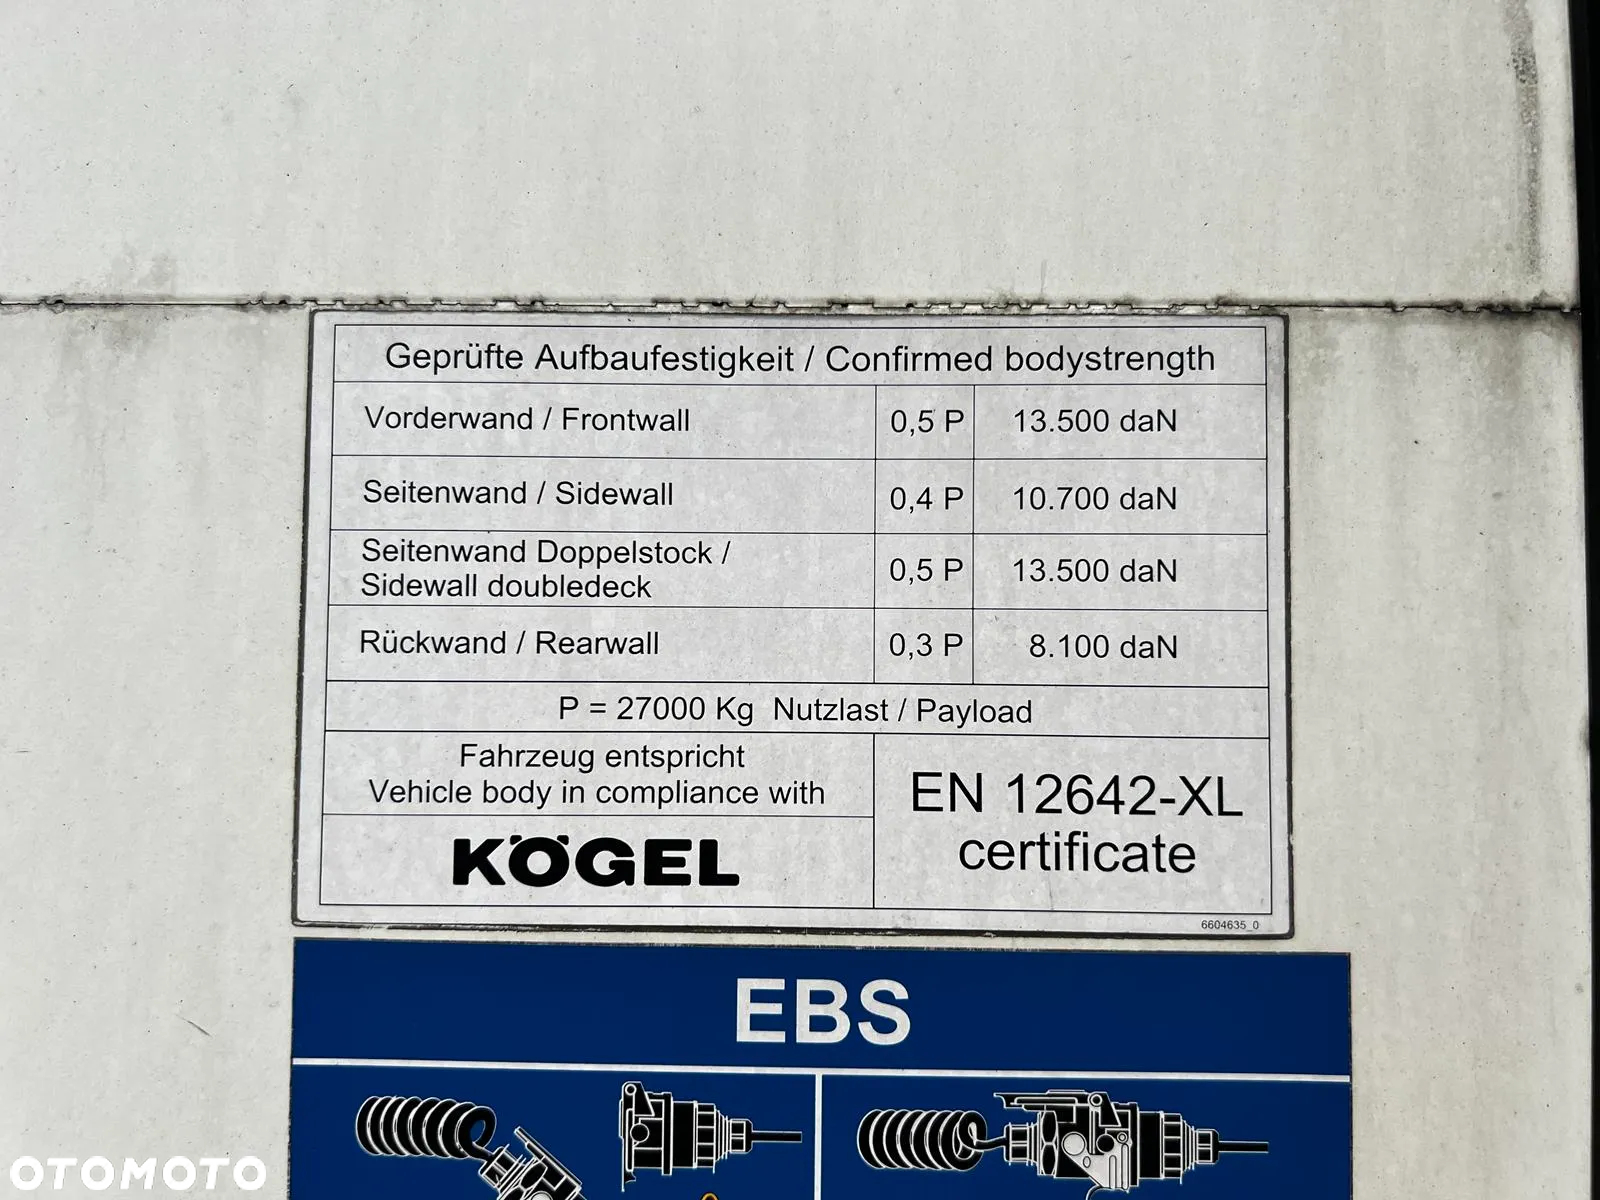 Geprüfte Aufbaufestigkeit / Confirmed bodystrength
Vorderwand / Frontwall 0,5 P 13.500 daN
Seitenwand / Sidewall 0,4 P 10.700 daN
Seitenwand Doppelstock /
Sidewall doubledeck 0,5 P 13.500 daN
Rückwand / Rearwall 0,3 P 8.100 daN
P = 27000 Kg Nutzlast / Payload
Fahrzeug entspricht
Vehicle body in compliance with
KÖGEL
EN 12642-XL
certificate
6604635_0
EBS
OTOMOTO